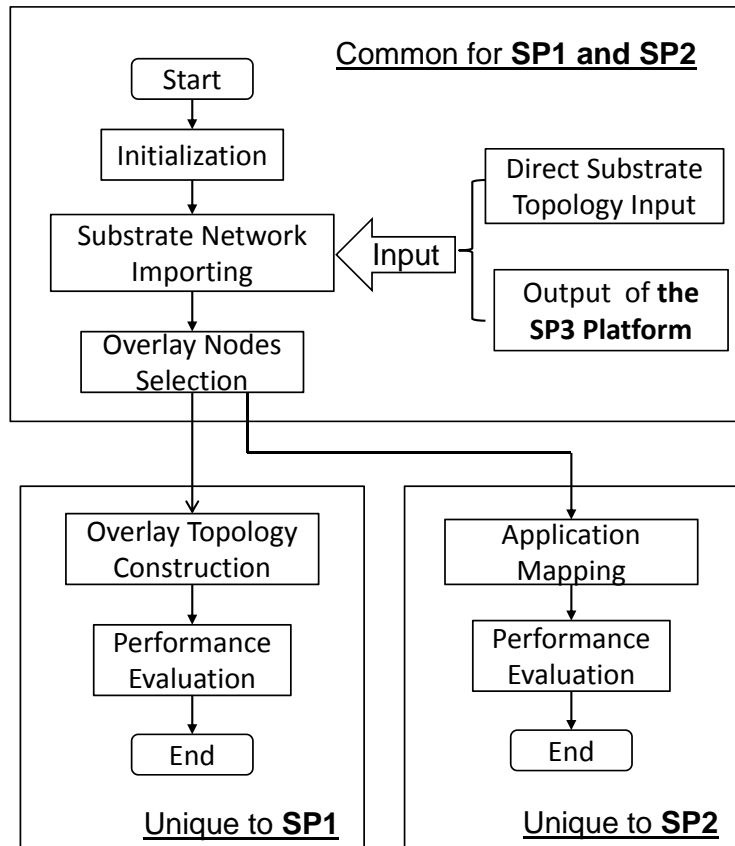 Common for SP1 and SP2
Start
Initialization
Substrate Network
Importing
Input
Direct Substrate
Topology Input
Output of the
SP3 Platform
Overlay Nodes
Selection
Overlay Topology
Construction
Performance
Evaluation
End
Unique to SP1
Application
Mapping
Performance
Evaluation
End
Unique to SP2